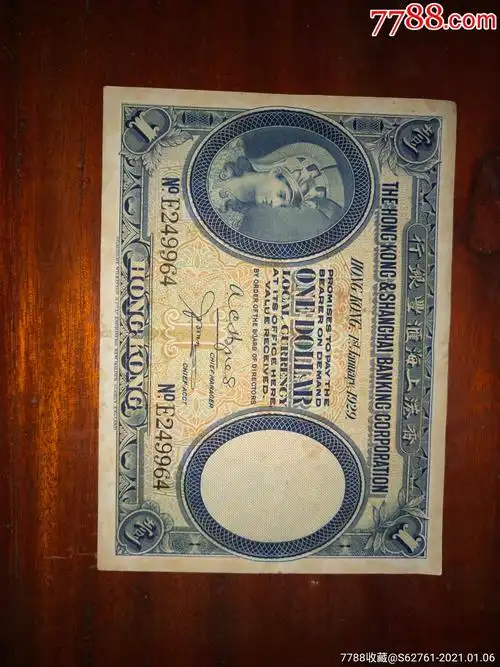 7788.com
THE HONG KONG & SHANGHAI BANKING CORPORATION
行銀豐滙海上港香
HONG KONG, 1st January, 1929
PROMISES TO PAY THE
BEARER ON DEMAND
ONE DOLLAR
LOCAL CURRENCY
AT ITS OFFICE HERE
VALUE RECEIVED
BY ORDER OF THE BOARD OF DIRECTORS
CHIEF MANAGER
CHIEF ACCT
No. E249964
No. E249964
HONG KONG
1
1
7788收藏@S62761-2021.01.06